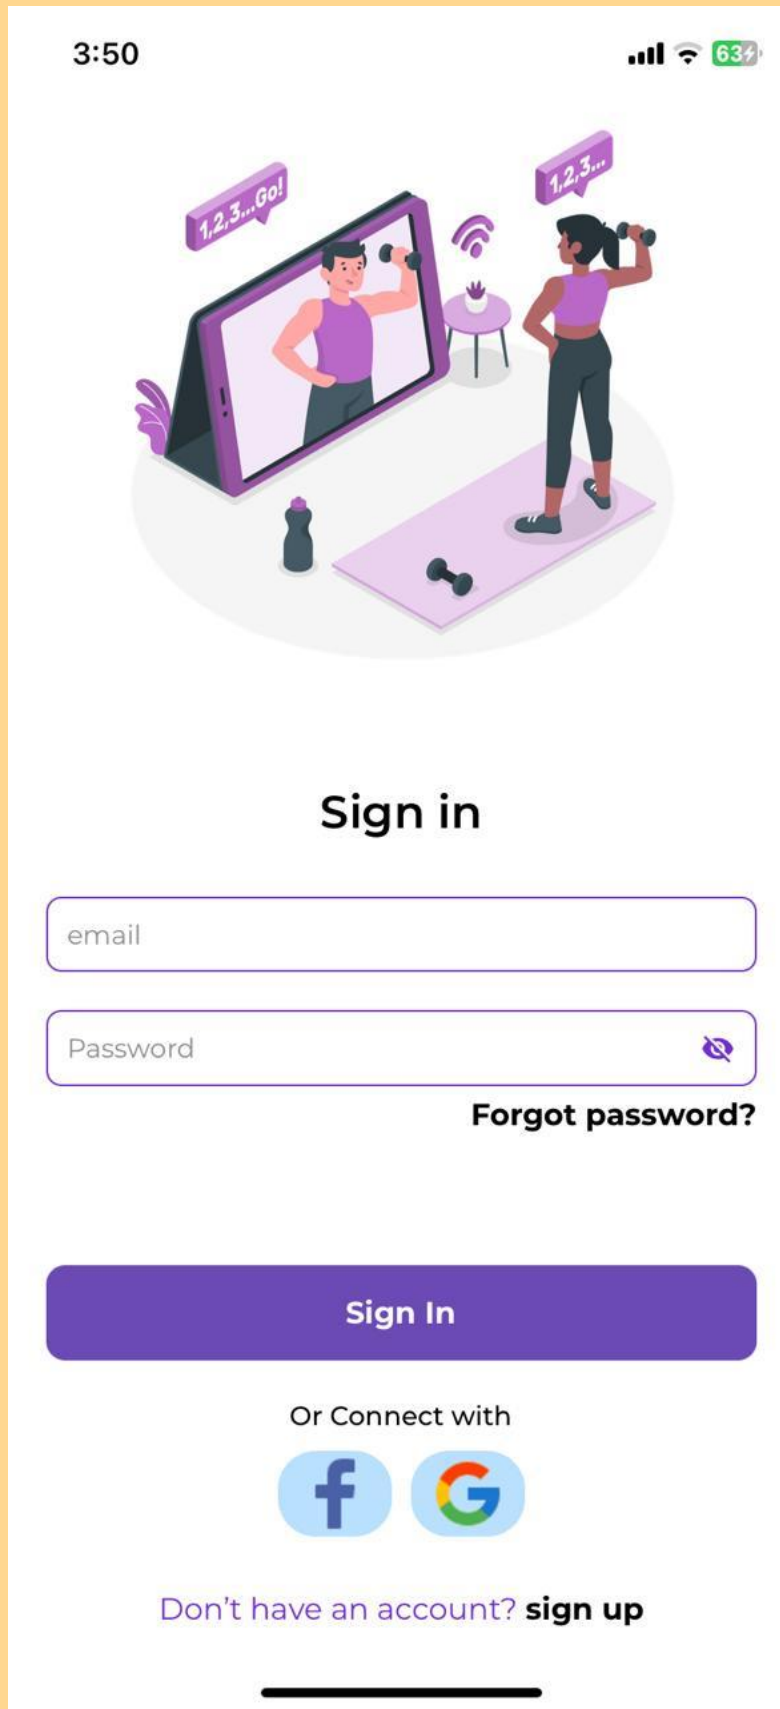 3:50
63
1,2,3...Go!
1,2,3...
Sign in
email
Password
Forgot password?
Sign In
Or Connect with
Don't have an account? sign up